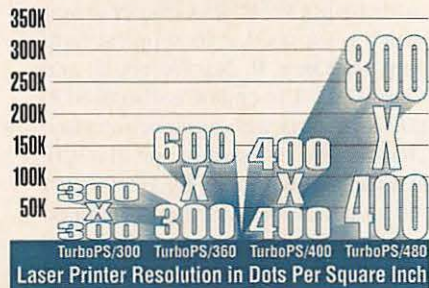 350K
300K
250K
200K
150K
100K
50K
300
X
300
600
X
300
400
X
400
800
X
400
TurboPS/300 TurboPS/360 TurboPS/400 TurboPS/480
Laser Printer Resolution in Dots Per Square Inch